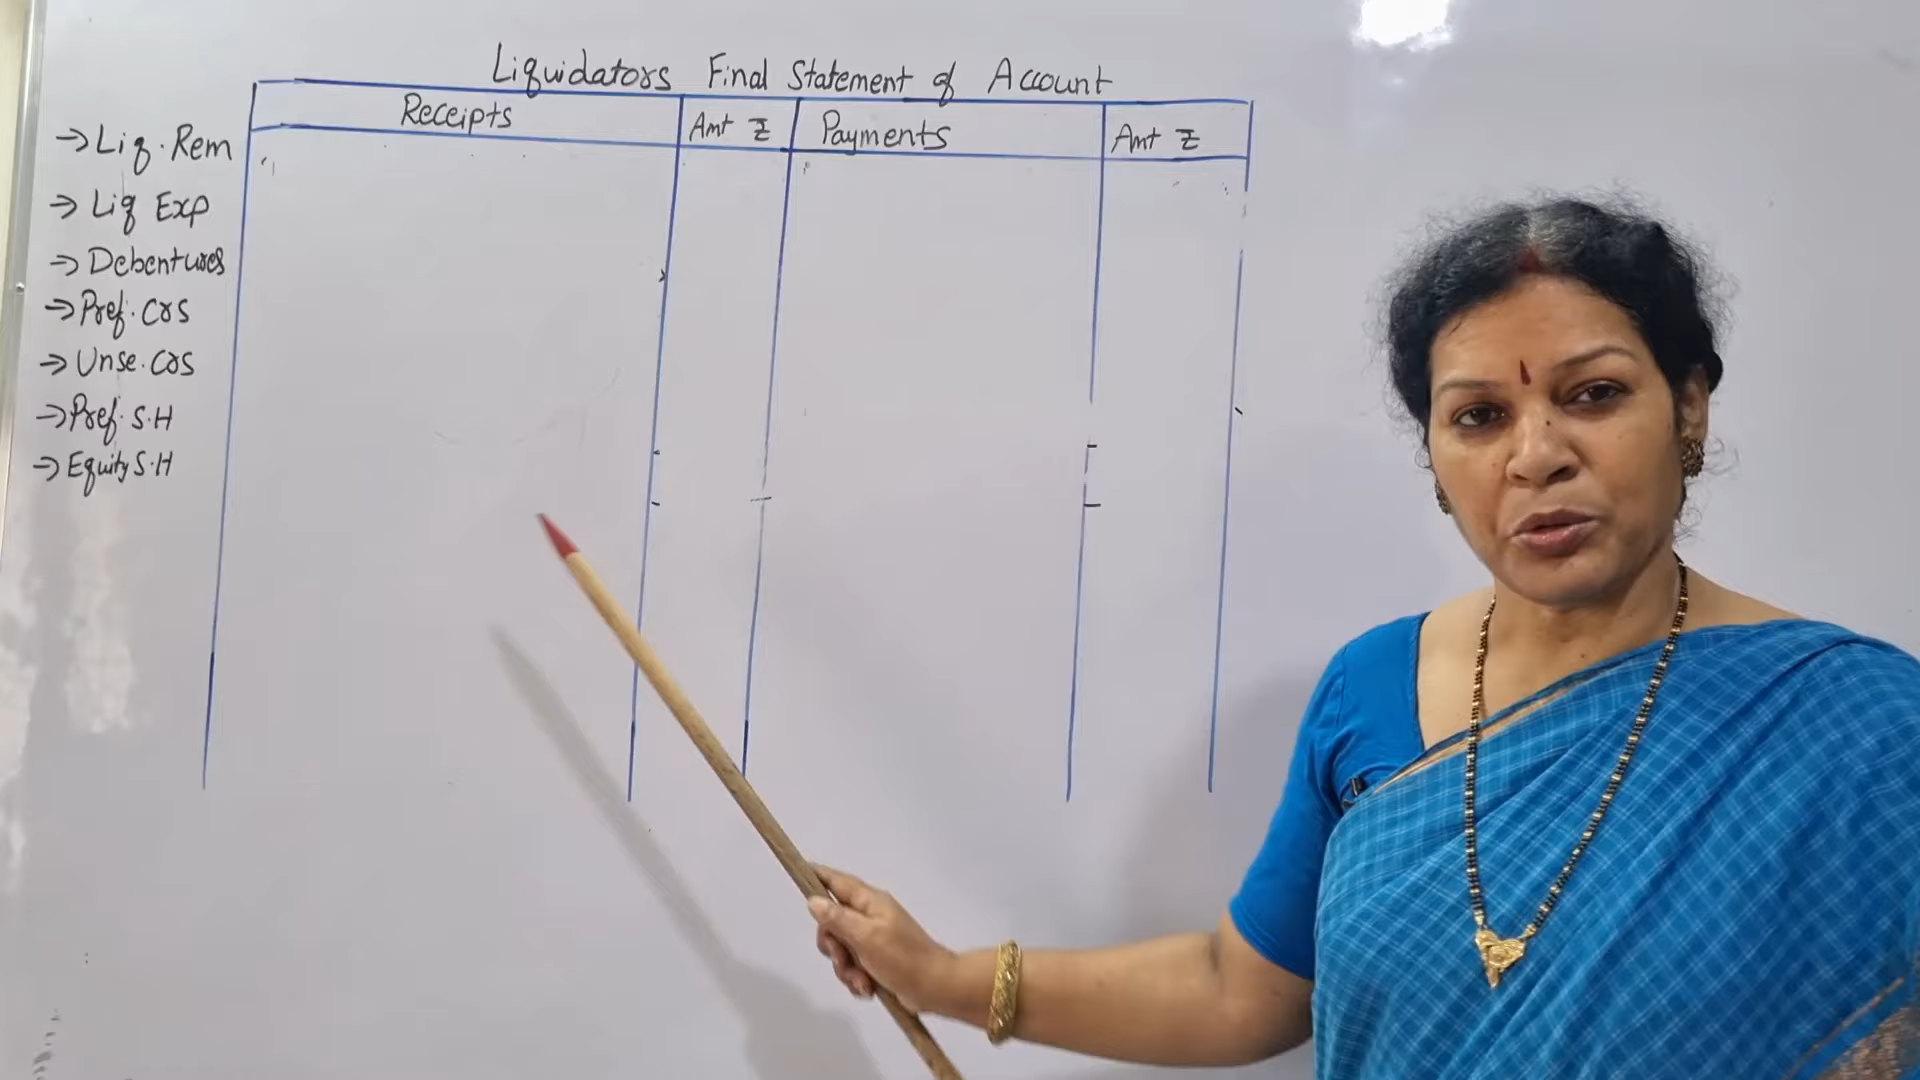 Liquidators Final Statement of Account
Receipts Amt ₹ Payments Amt ₹
→ Liq. Rem
→ Liq Exp
→ Debentures
→ Pref. Crs
→ Unse. Crs
→ Pref. S.H
→ Equity S.H